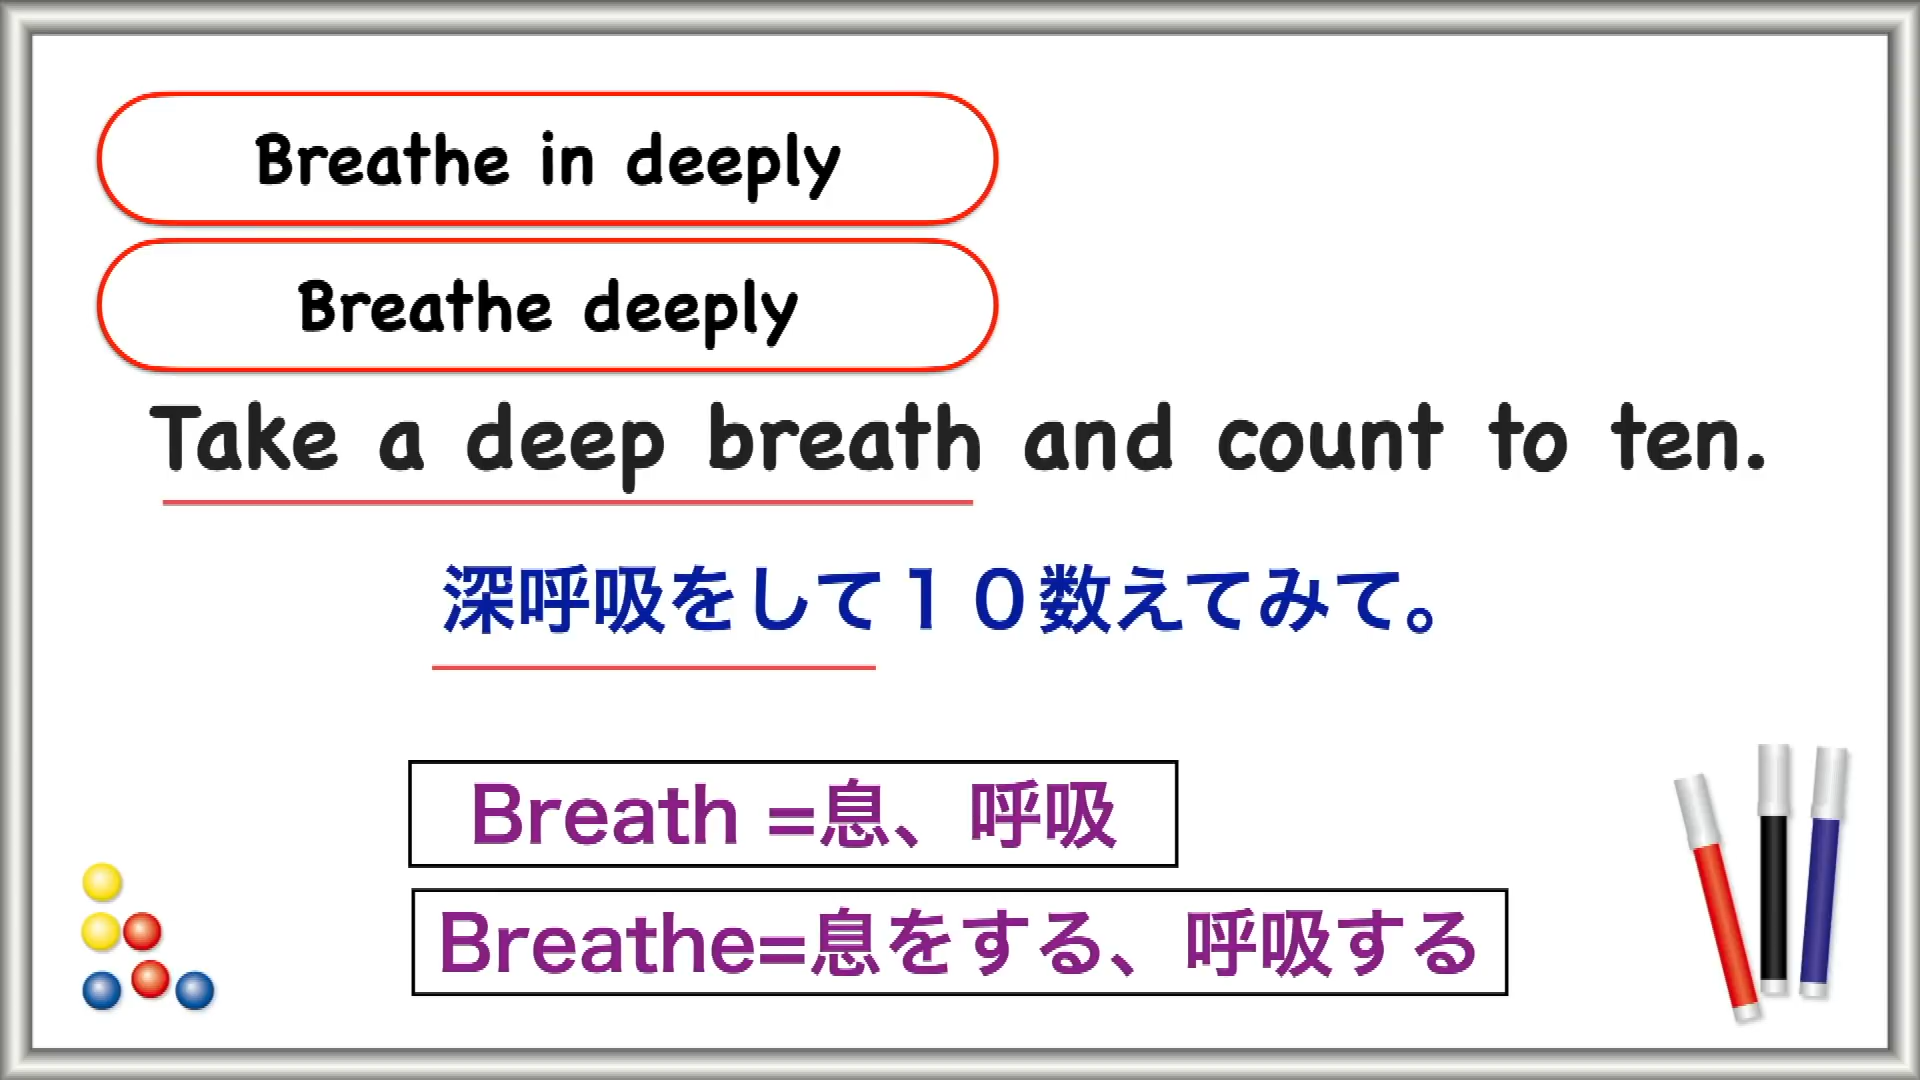 Breathe in deeply
Breathe deeply
Take a deep breath and count to ten.
深呼吸をして１０数えてみて。
Breath =息、呼吸
Breathe=息をする、呼吸する